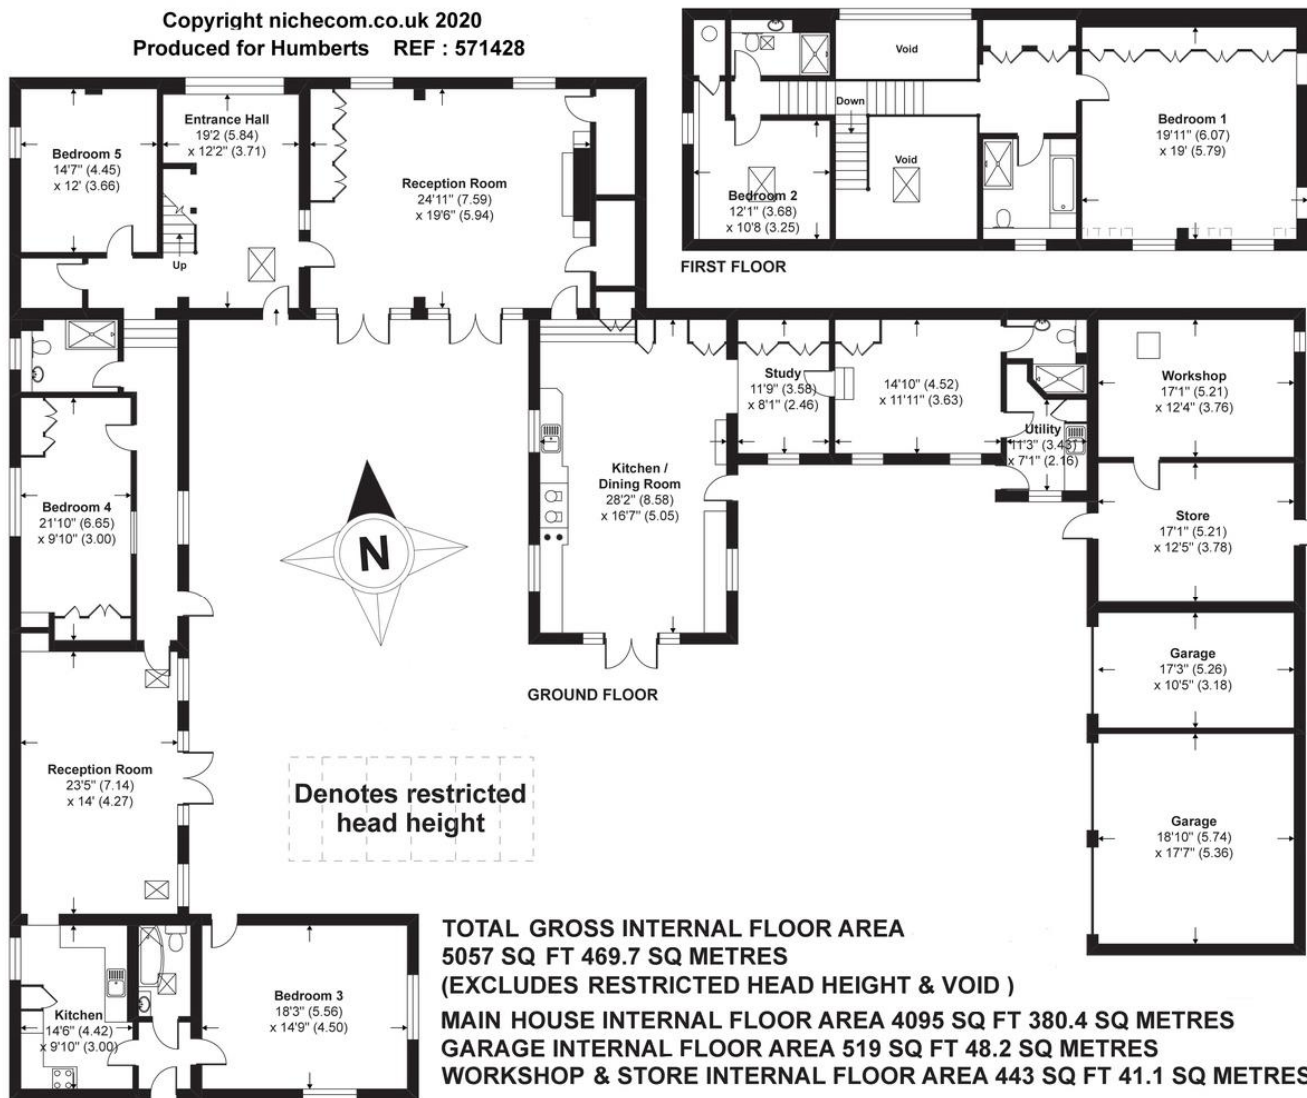 Copyright nichecom.co.uk 2020
Produced for Humberts REF : 571428
Bedroom 5
14'7" (4.45)
x 12' (3.66)
Entrance Hall
19'2 (5.84)
x 12'2" (3.71)
Up
Reception Room
24'11" (7.59)
x 19'6" (5.94)
Void
Down
Void
Bedroom 2
12'1" (3.68)
x 10'8 (3.25)
Bedroom 1
19'11" (6.07)
x 19' (5.79)
FIRST FLOOR
Bedroom 4
21'10" (6.65)
x 9'10" (3.00)
N
Kitchen /
Dining Room
28'2" (8.58)
x 16'7" (5.05)
Study
11'9" (3.58)
x 8'1" (2.46)
14'10" (4.52)
x 11'11" (3.63)
Utility
11'3" (3.43)
x 7'1" (2.16)
Workshop
17'1" (5.21)
x 12'4" (3.76)
Store
17'1" (5.21)
x 12'5" (3.78)
Garage
17'3" (5.26)
x 10'5" (3.18)
GROUND FLOOR
Reception Room
23'5" (7.14)
x 14' (4.27)
Denotes restricted
head height
Garage
18'10" (5.74)
x 17'7" (5.36)
Kitchen
14'6" (4.42)
x 9'10" (3.00)
Bedroom 3
18'3" (5.56)
x 14'9" (4.50)
TOTAL GROSS INTERNAL FLOOR AREA
5057 SQ FT 469.7 SQ METRES
(EXCLUDES RESTRICTED HEAD HEIGHT & VOID )
MAIN HOUSE INTERNAL FLOOR AREA 4095 SQ FT 380.4 SQ METRES
GARAGE INTERNAL FLOOR AREA 519 SQ FT 48.2 SQ METRES
WORKSHOP & STORE INTERNAL FLOOR AREA 443 SQ FT 41.1 SQ METRES